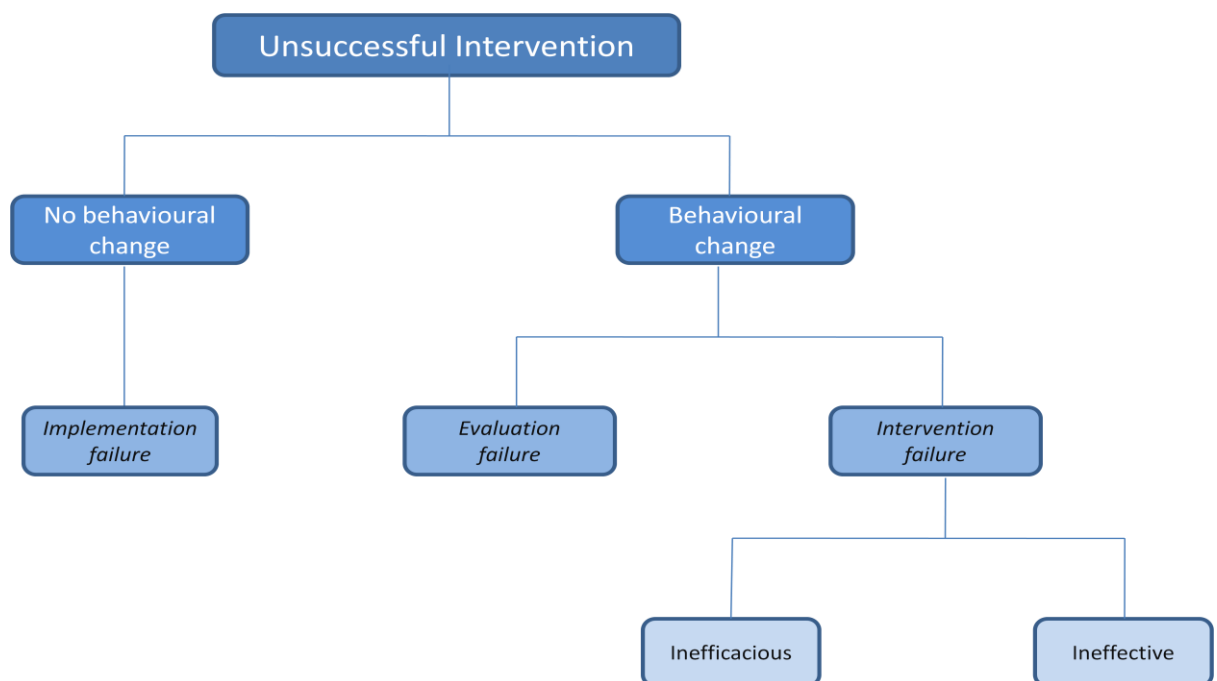 Unsuccessful Intervention
No behavioural
change
Behavioural
change
Implementation
failure
Evaluation
failure
Intervention
failure
Inefficacious
Ineffective